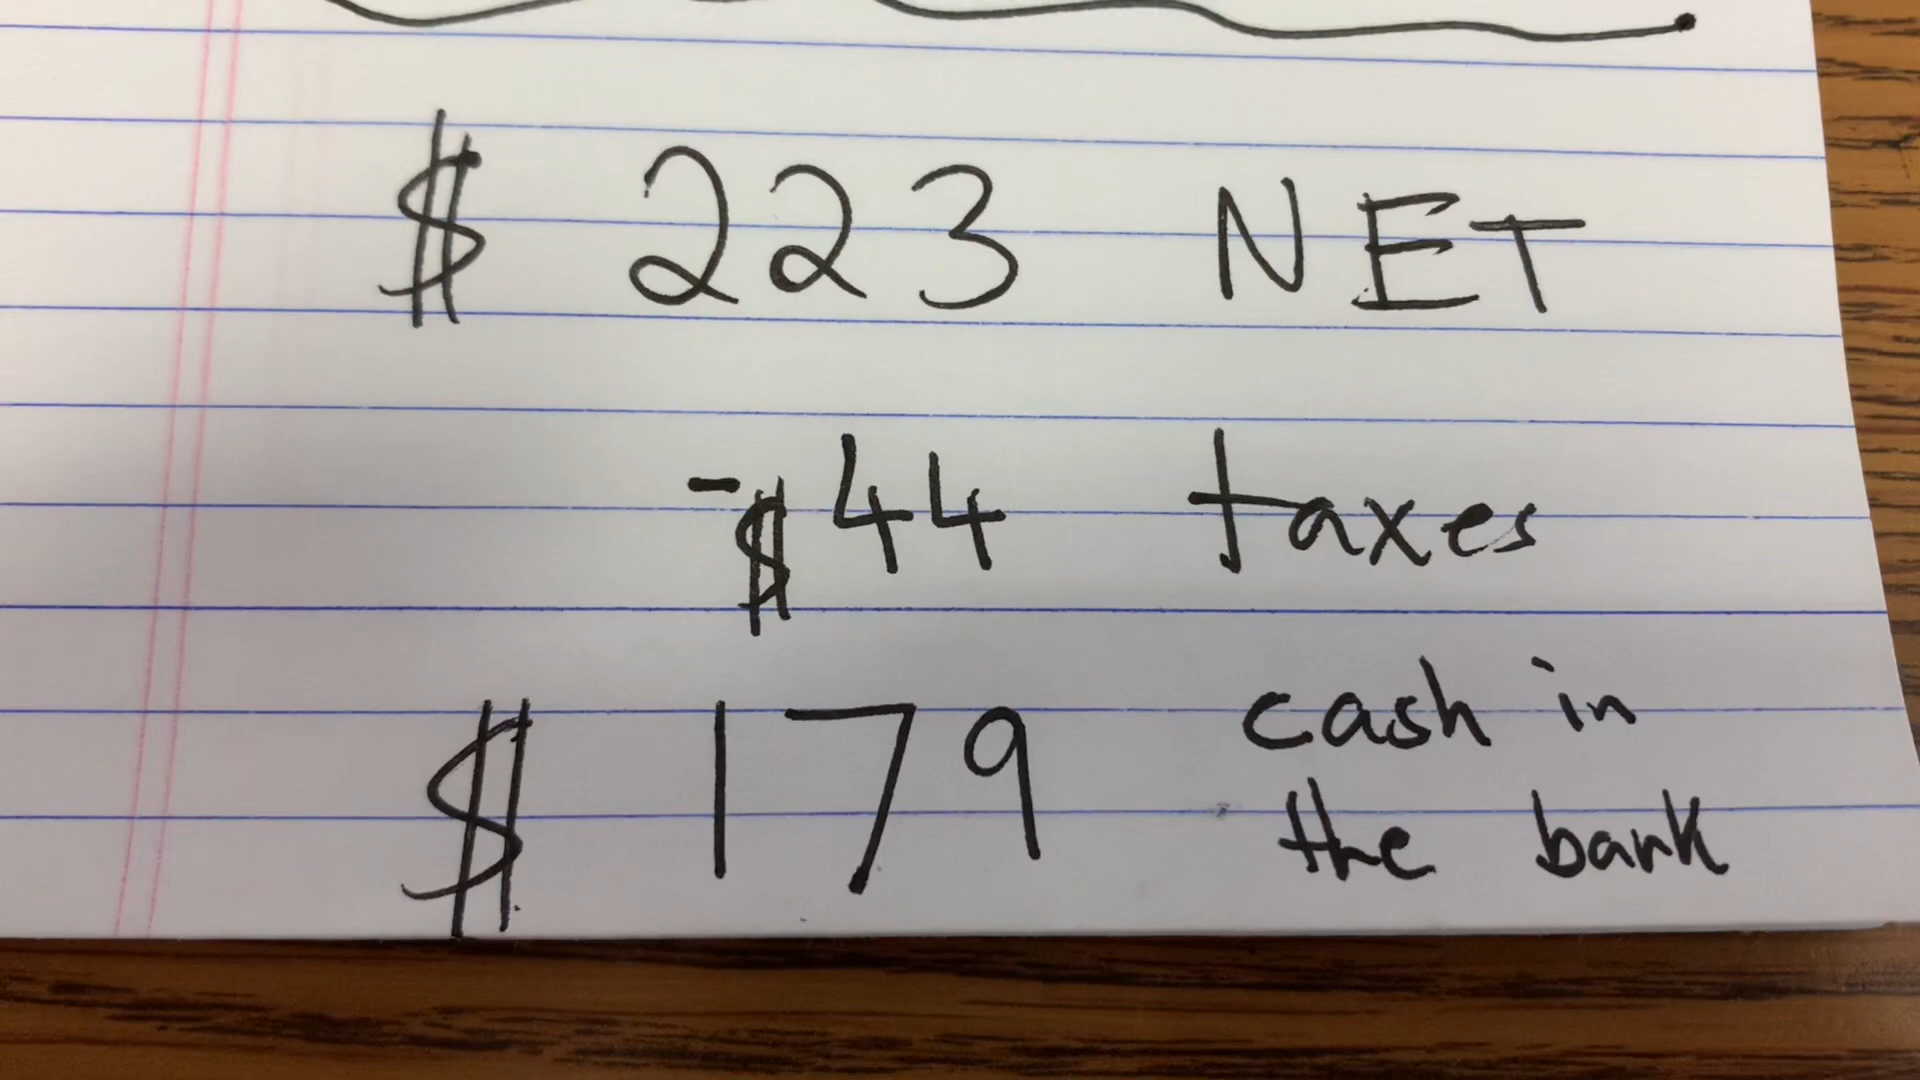 $ 223 NET
-$44 taxes
$ 179 cash in
the bank